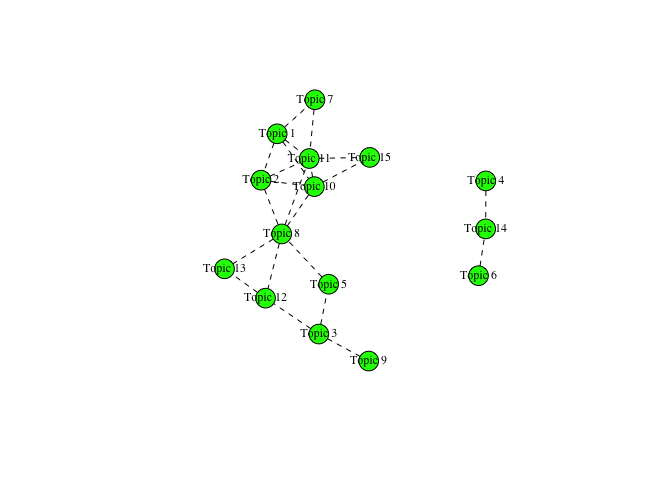 Topic 7
Topic 1
Topic 11
Topic 15
Topic 2
Topic 10
Topic 4
Topic 14
Topic 8
Topic 13
Topic 6
Topic 5
Topic 12
Topic 3
Topic 9